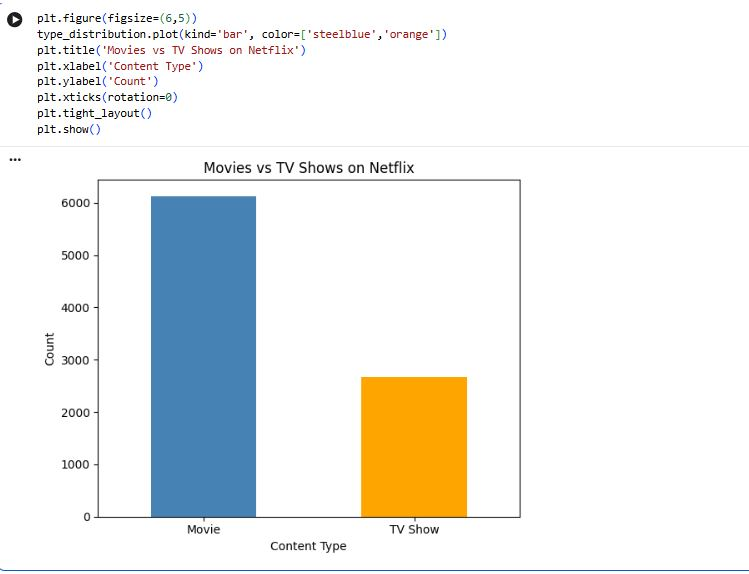 plt.figure(figsize=(6,5))
type_distribution.plot(kind='bar', color=['steelblue','orange'])
plt.title('Movies vs TV Shows on Netflix')
plt.xlabel('Content Type')
plt.ylabel('Count')
plt.xticks(rotation=0)
plt.tight_layout()
plt.show()
...
Movies vs TV Shows on Netflix
6000
5000
4000
3000
2000
1000
0
Count
Movie TV Show
Content Type